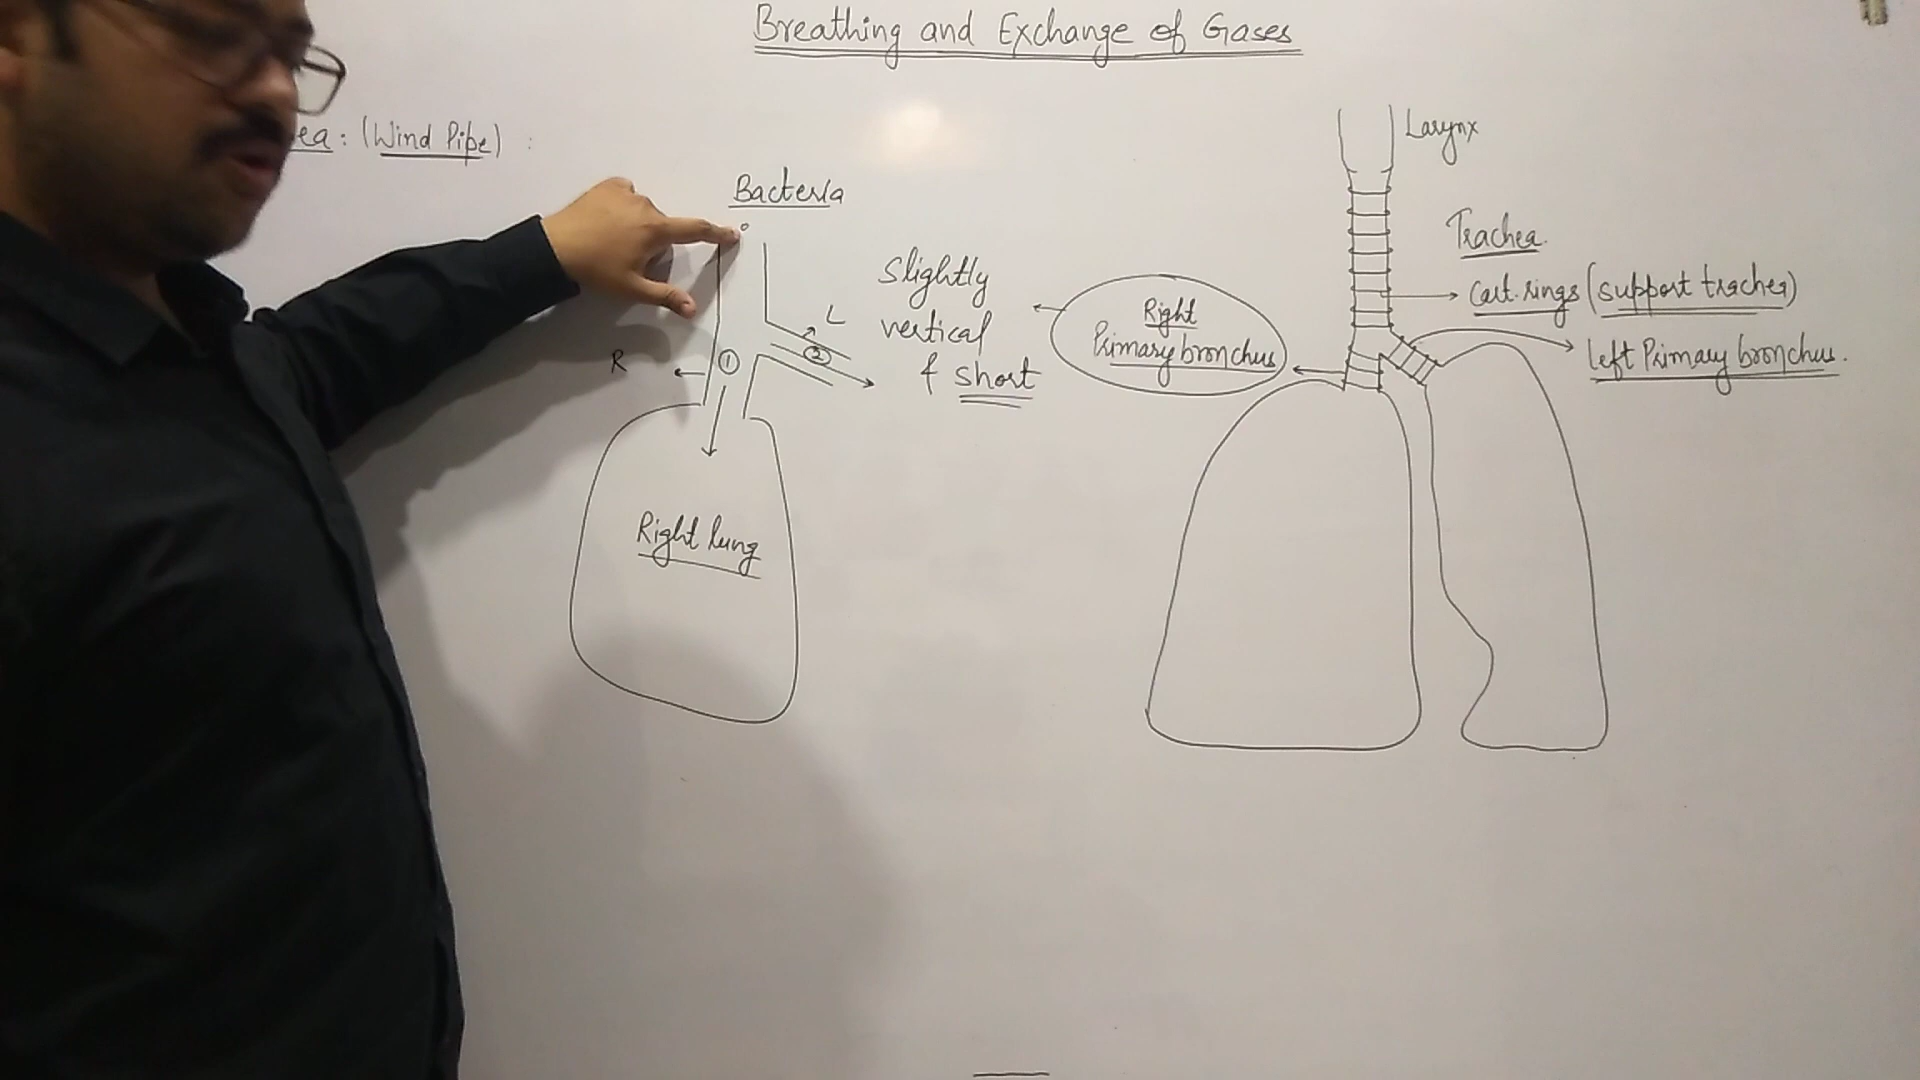 Breathing and Exchange of Gases
ea : (Wind Pipe) :
Bacteria
L
R
①
②
slightly
vertical
& short
Right lung
Right
Primary bronchus
Larynx
Trachea.
Cart. rings (support trachea)
left Primary bronchus.